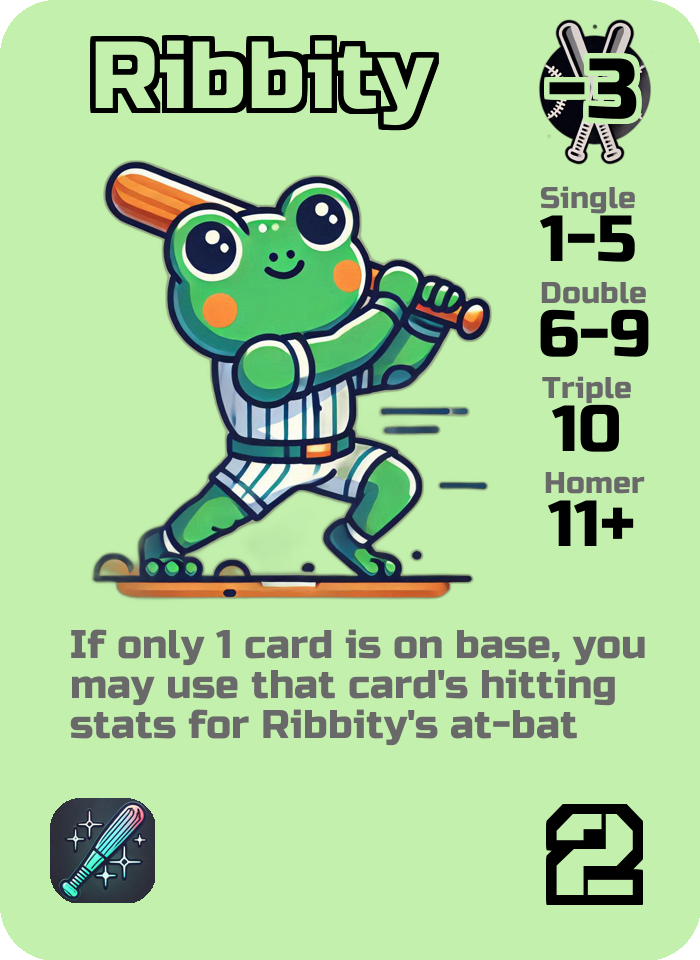 Ribbity
-3
Single
1-5
Double
6-9
Triple
10
Homer
11+
If only 1 card is on base, you
may use that card's hitting
stats for Ribbity's at-bat
2